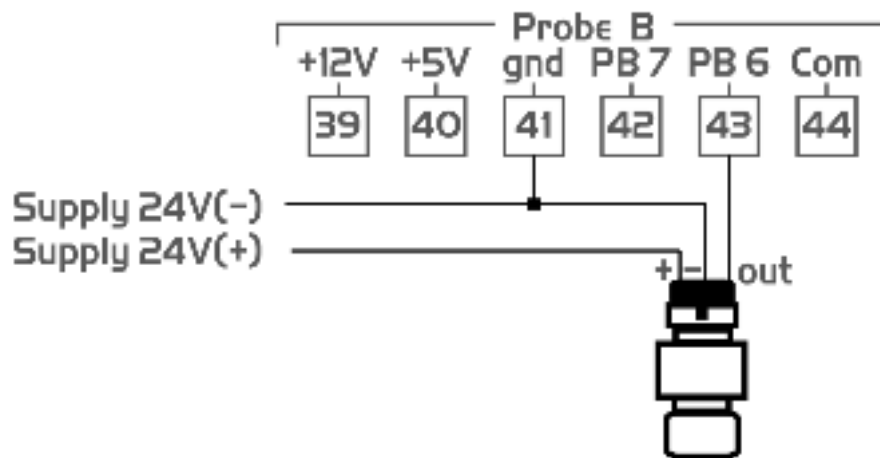 Probe B
+12V +5V gnd PB 7 PB 6 Com
39 40 41 42 43 44
Supply 24V(-)
Supply 24V(+)
+ - out